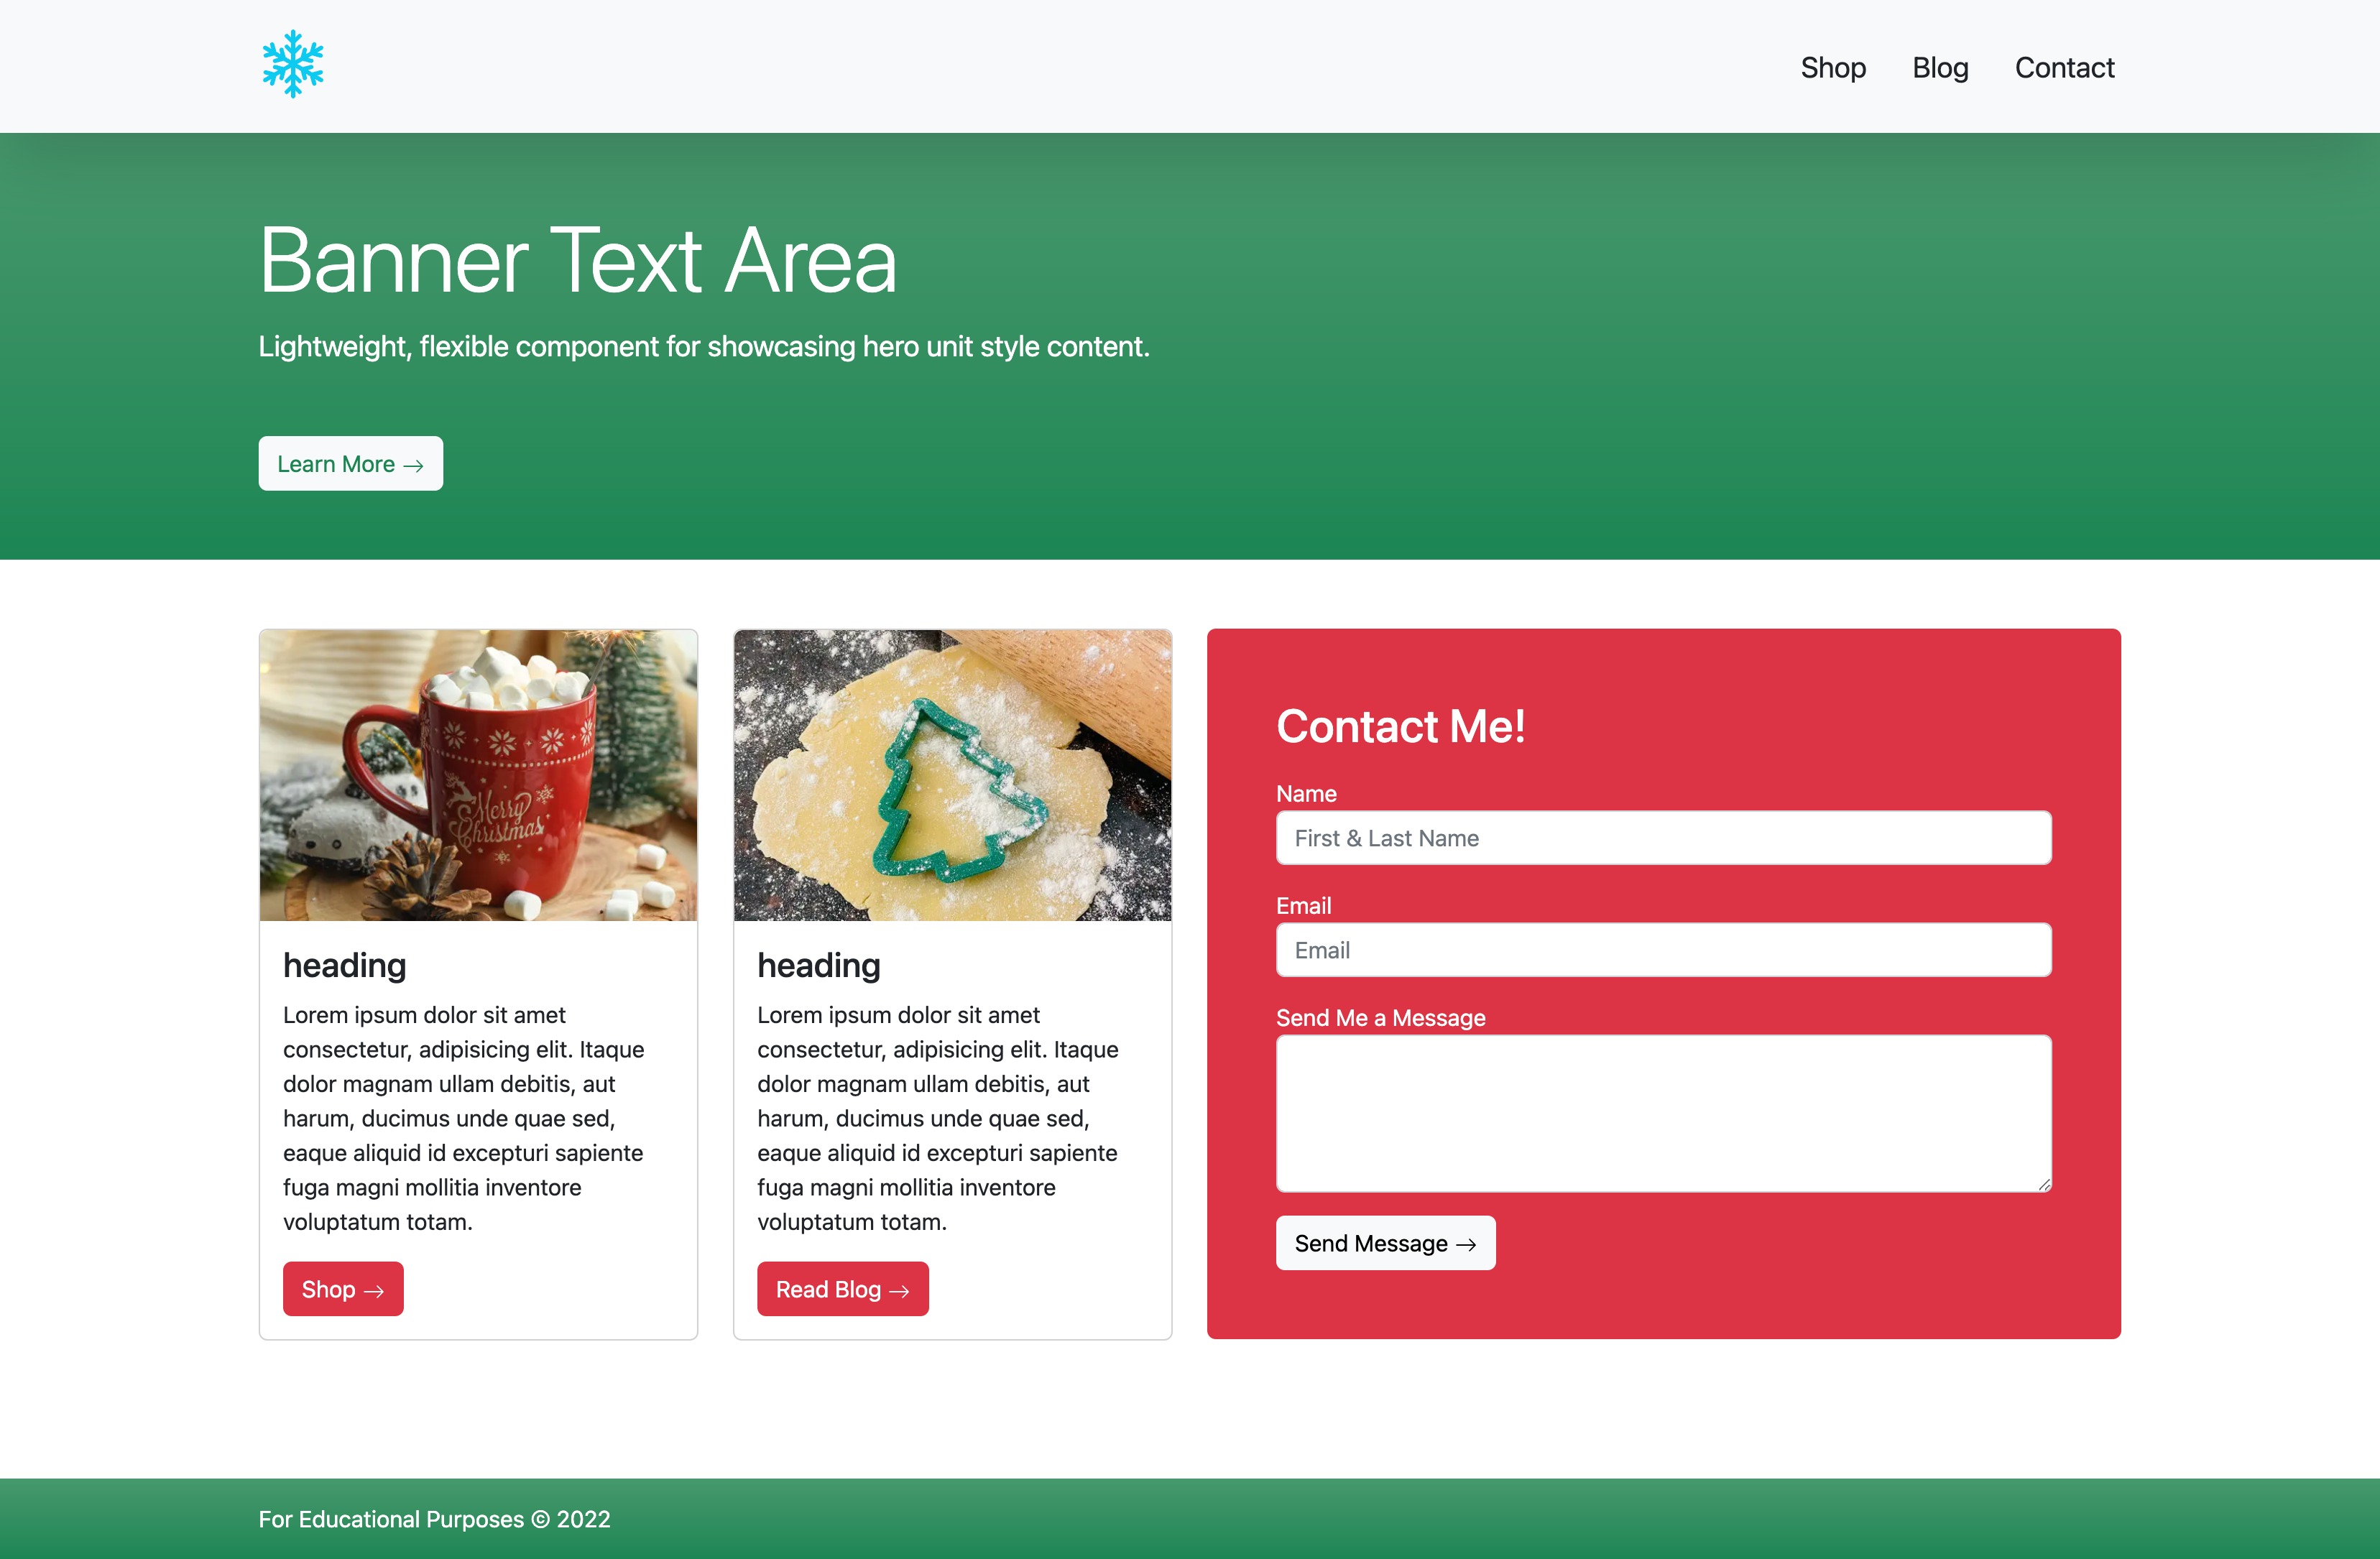 Shop Blog Contact
Banner Text Area
Lightweight, flexible component for showcasing hero unit style content.
Learn More →
Merry
Christmas
heading
Lorem ipsum dolor sit amet
consectetur, adipisicing elit. Itaque
dolor magnam ullam debitis, aut
harum, ducimus unde quae sed,
eaque aliquid id excepturi sapiente
fuga magni mollitia inventore
voluptatum totam.
Shop →
heading
Lorem ipsum dolor sit amet
consectetur, adipisicing elit. Itaque
dolor magnam ullam debitis, aut
harum, ducimus unde quae sed,
eaque aliquid id excepturi sapiente
fuga magni mollitia inventore
voluptatum totam.
Read Blog →
Contact Me!
Name
First & Last Name
Email
Email
Send Me a Message
Send Message →
For Educational Purposes © 2022